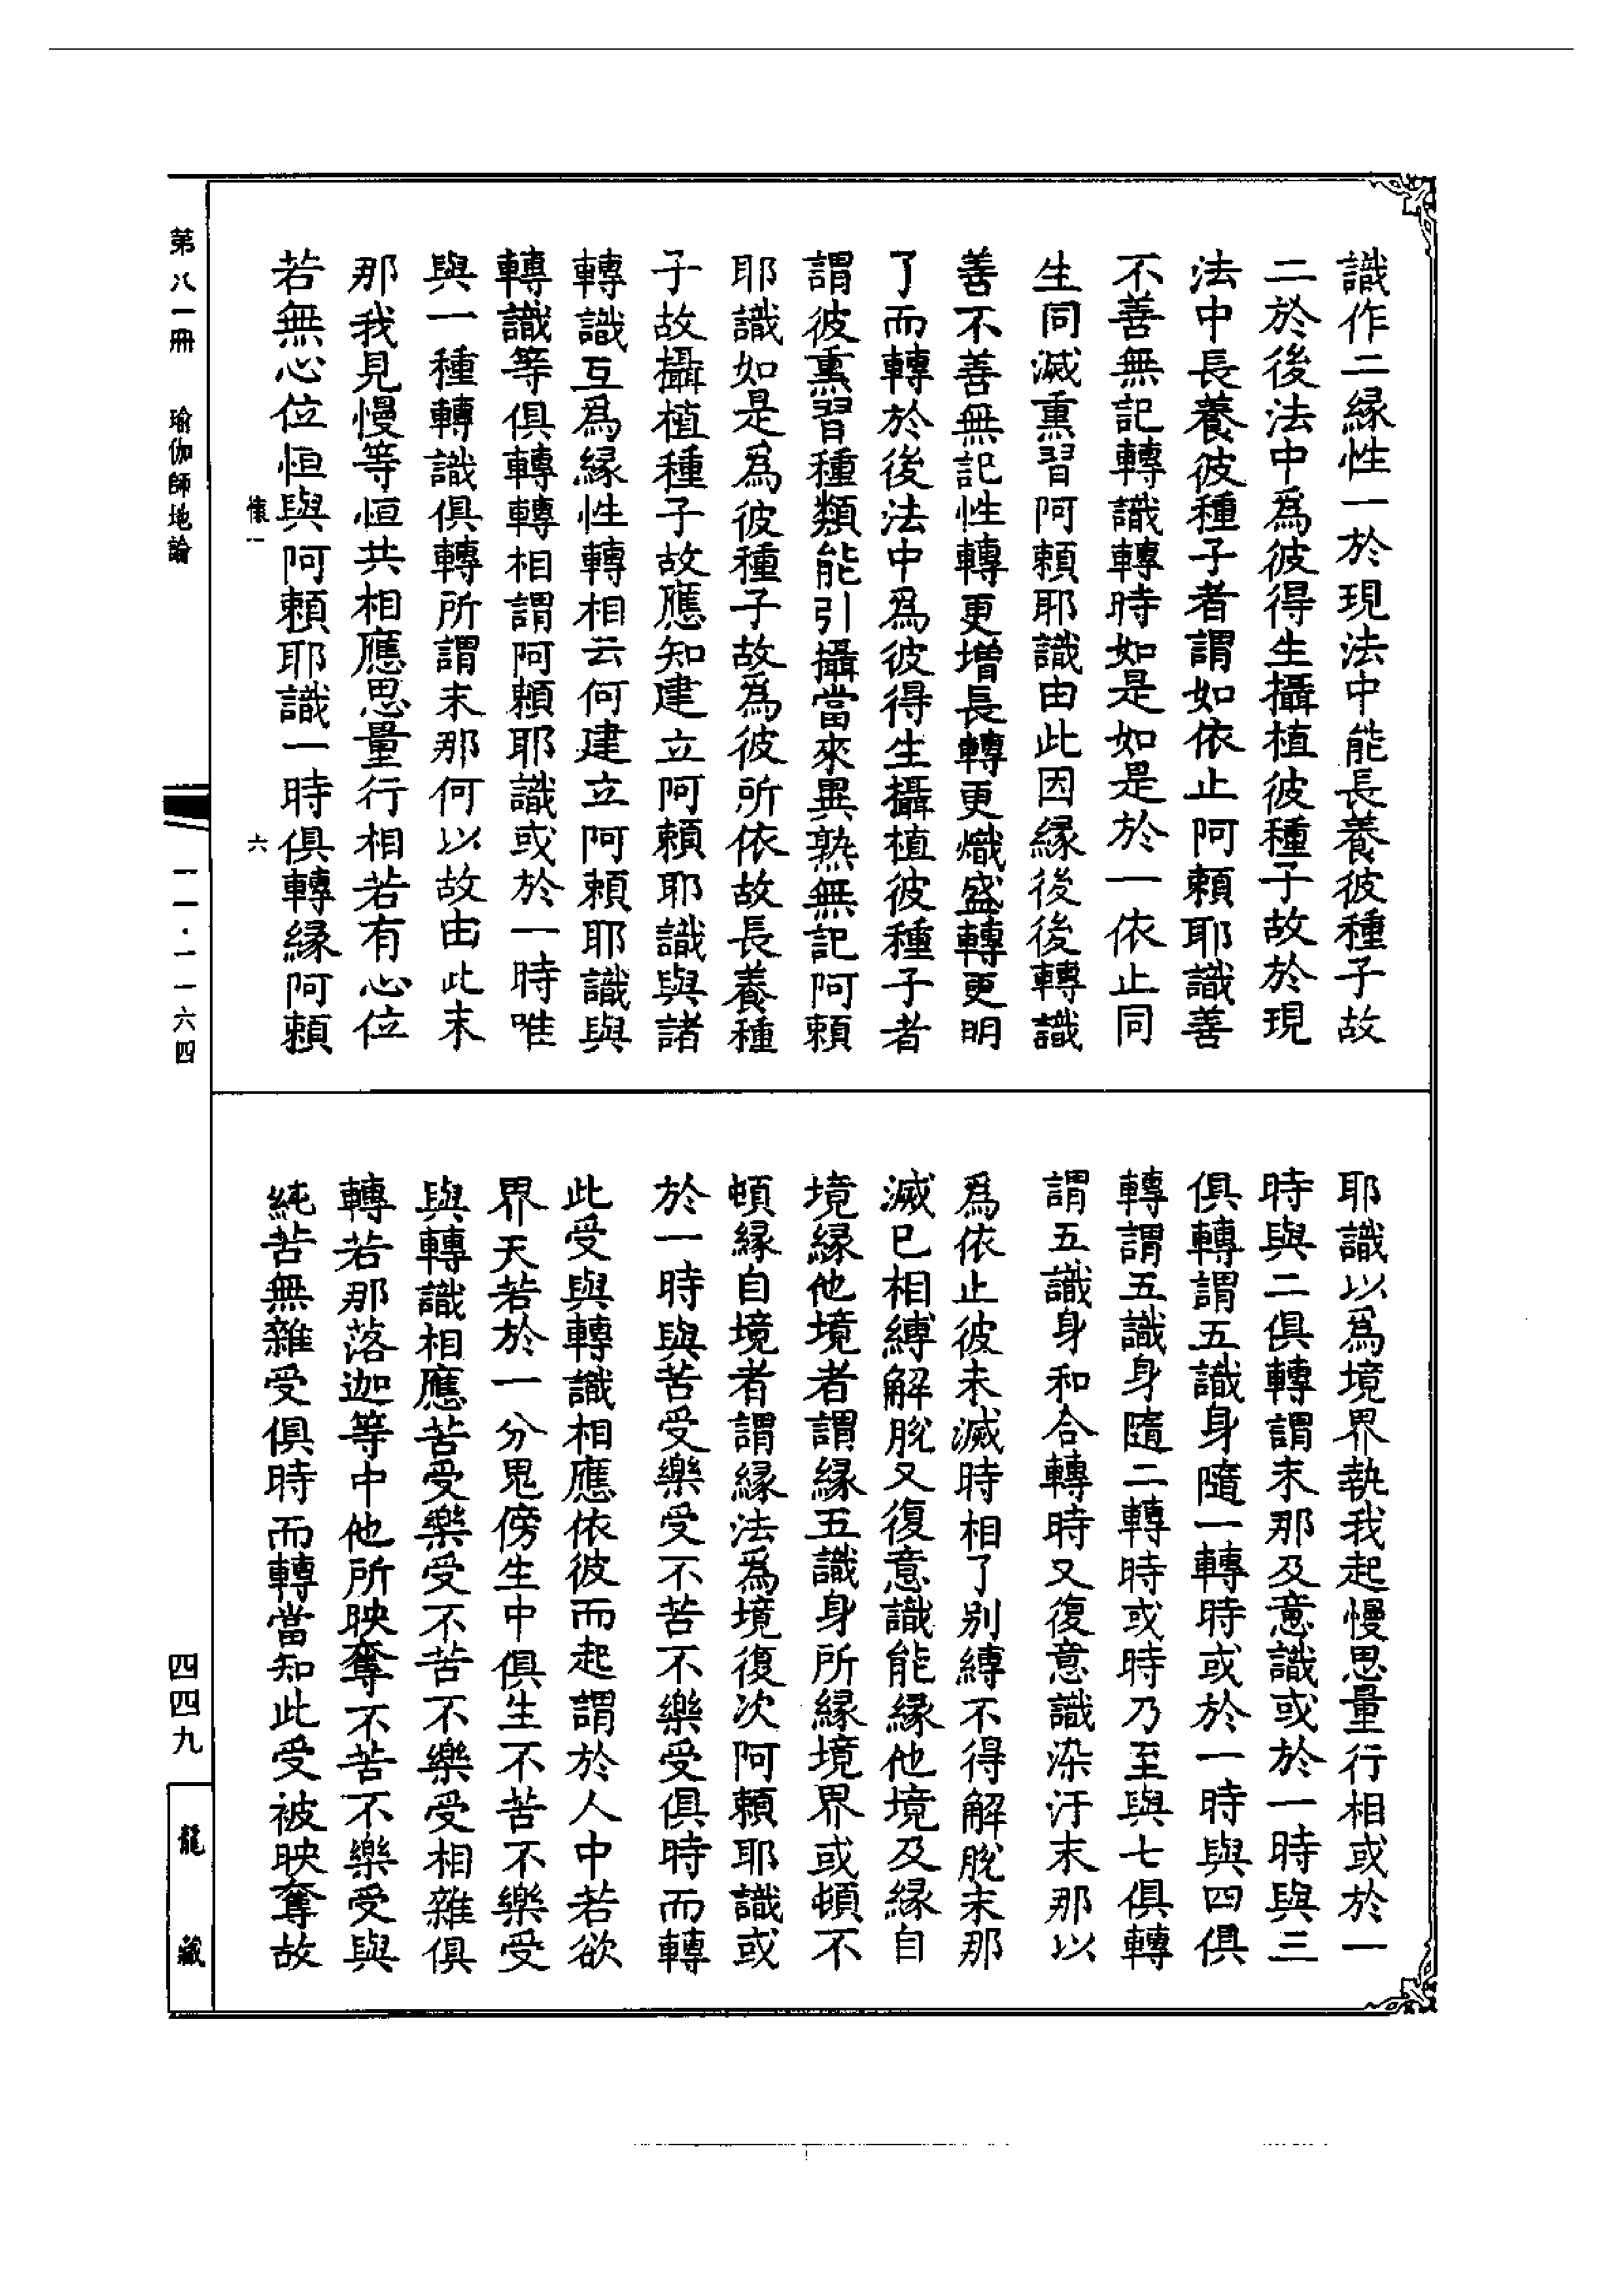 識作二緣性一於現法中能長養彼種子故
二於後法中為彼得生攝植彼種子故於現
法中長養彼種子者謂如依止阿賴耶識善
不善無記轉識轉時如是如是於一依止同
生同滅熏習阿賴耶識由此因緣後後轉識
善不善無記性轉更增長轉更熾盛轉更明
了而轉於後法中為彼得生攝植彼種子者
謂彼熏習種類能引攝當來異熟無記阿賴
耶識如是為彼種子故為彼所依故長養種
子故攝植種子故應知建立阿賴耶識與諸
轉識互為緣性轉相云何建立阿賴耶識與
轉識等俱轉轉相謂阿賴耶識或於一時唯
與一種轉識俱轉所謂末那何以故由此末
那我見慢等恒共相應思量行相若有心位
若無心位恒與阿賴耶識一時俱轉緣阿賴
懷一 六
耶識以為境界執我起慢思量行相或於一
時與二俱轉謂末那及意識或於一時與三
俱轉謂五識身隨一轉時或於一時與四俱
轉謂五識身隨二轉時或時乃至與七俱轉
謂五識身和合轉時又復意識染汙末那以
為依止彼未滅時相了別縛不得解脫末那
滅已相縛解脫又復意識能緣他境及緣自
境緣他境者謂緣五識身所緣境界或頓不
頓緣自境者謂緣法為境復次阿賴耶識或
於一時與苦受樂受不苦不樂受俱時而轉
此受與轉識相應依彼而起謂於人中若欲
界天若於一分鬼傍生中俱生不苦不樂受
與轉識相應苦受樂受不苦不樂受相雜俱
轉若那落迦等中他所映奪不苦不樂受與
純苦無雜受俱時而轉當知此受被映奪故
第八一冊 瑜伽師地論 一一·一一六四 四四九 龍藏